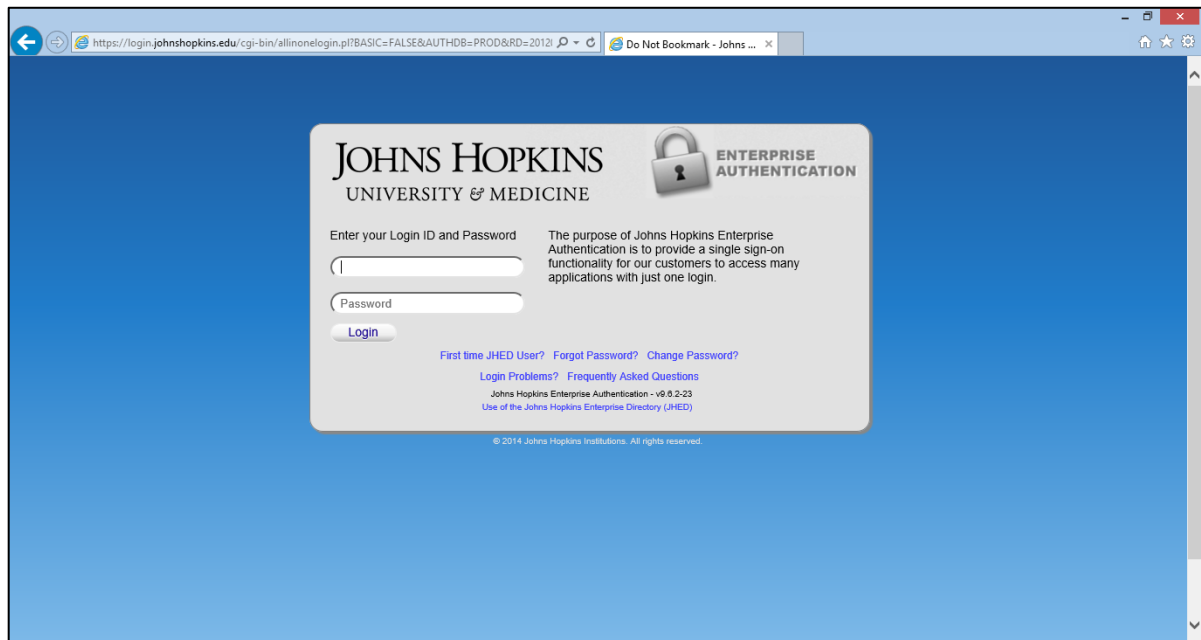 https://login.johnshopkins.edu/cgi-bin/allinonelogin.pl?BASIC=FALSE&AUTHDB=PROD&RD=2012
Do Not Bookmark - Johns ...
JOHNS HOPKINS
UNIVERSITY & MEDICINE
ENTERPRISE
AUTHENTICATION
Enter your Login ID and Password
Password
Login
The purpose of Johns Hopkins Enterprise
Authentication is to provide a single sign-on
functionality for our customers to access many
applications with just one login.
First time JHED User? Forgot Password? Change Password?
Login Problems? Frequently Asked Questions
Johns Hopkins Enterprise Authentication - v9.6.2-23
Use of the Johns Hopkins Enterprise Directory (JHED)
© 2014 Johns Hopkins Institutions. All rights reserved.